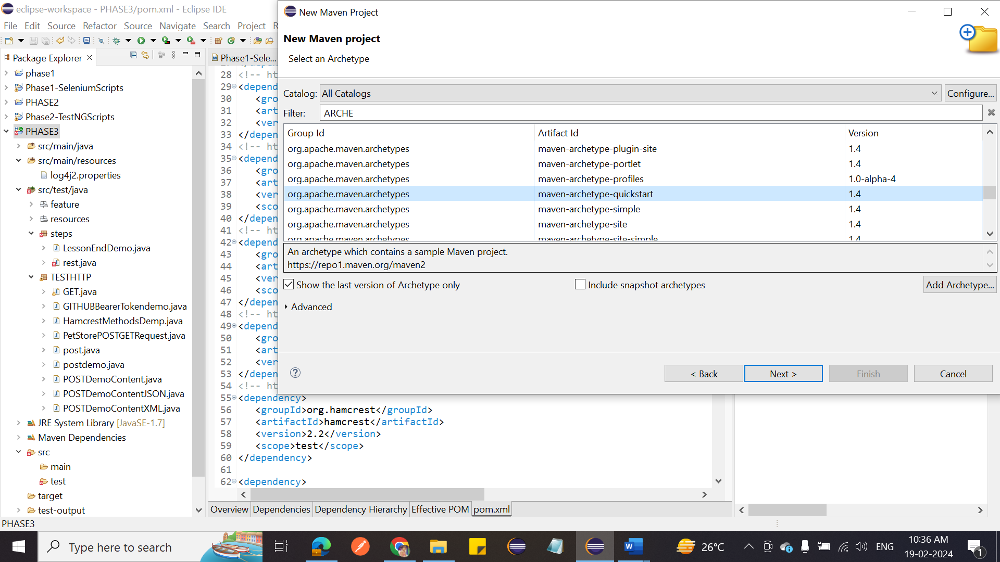 eclipse-workspace - PHASE3/pom.xml - Eclipse IDE
File Edit Source Refactor Source Navigate Search Project R
Package Explorer
phase1
Phase1-SeleniumScripts
PHASE2
Phase2-TestNGScripts
PHASE3
src/main/java
src/main/resources
log4j2.properties
src/test/java
feature
resources
steps
LessonEndDemo.java
rest.java
TESTHTTP
GET.java
GITHUBBearerTokendemo.java
HamcrestMethodsDemp.java
PetStorePOSTGETRequest.java
post.java
postdemo.java
POSTDemoContent.java
POSTDemoContentJSON.java
POSTDemoContentXML.java
JRE System Library [JavaSE-1.7]
Maven Dependencies
src
main
test
target
test-output
PHASE3
Phase1-Sele...
28 <!-- ht
29 <depend
30 <gro
31 <art
32 <ver
33 </depen
34 <!-- ht
35 <depend
36 <gro
37 <art
38 <ver
39 <sco
40 </depen
41 <!-- ht
42 <depend
43 <gro
44 <art
45 <ver
46 <sco
47 </depen
48 <!-- ht
49 <depend
50 <gro
51 <art
52 <ver
53 </depen
54 <!-- ht
55 <dependency>
56 <groupId>org.hamcrest</groupId>
57 <artifactId>hamcrest</artifactId>
58 <version>2.2</version>
59 <scope>test</scope>
60 </dependency>
61
62 <dependency>
Overview Dependencies Dependency Hierarchy Effective POM pom.xml
New Maven Project
New Maven project
Select an Archetype
Catalog: All Catalogs Configure...
Filter: ARCHE
Group Id Artifact Id Version
org.apache.maven.archetypes maven-archetype-plugin-site 1.4
org.apache.maven.archetypes maven-archetype-portlet 1.4
org.apache.maven.archetypes maven-archetype-profiles 1.0-alpha-4
org.apache.maven.archetypes maven-archetype-quickstart 1.4
org.apache.maven.archetypes maven-archetype-simple 1.4
org.apache.maven.archetypes maven-archetype-site 1.4
org.apache.maven.archetypes maven-archetype-site-simple 1.4
An archetype which contains a sample Maven project.
https://repo1.maven.org/maven2
Show the last version of Archetype only Include snapshot archetypes Add Archetype...
Advanced
< Back Next > Finish Cancel
Type here to search
26°C
ENG
10:36 AM
19-02-2024
1